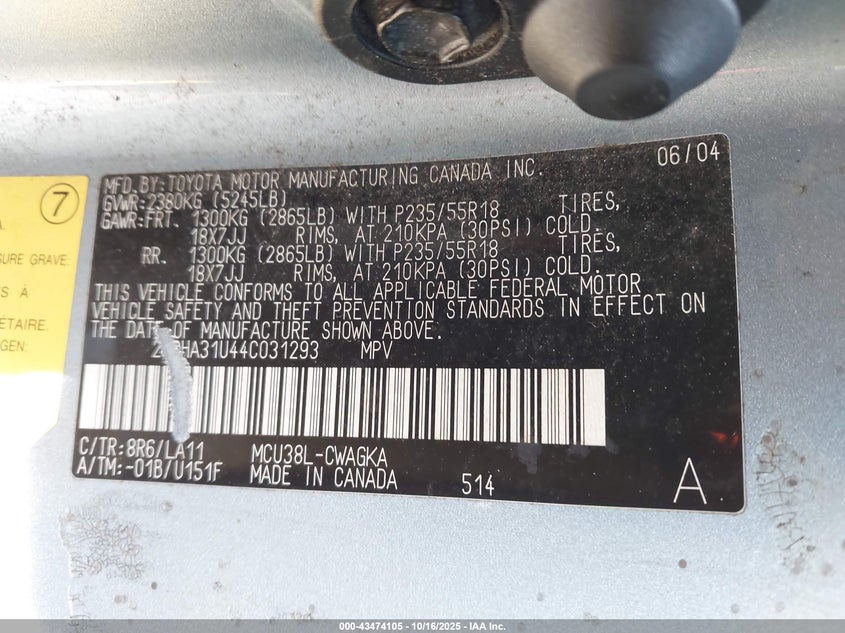 MFD. BY: TOYOTA MOTOR MANUFACTURING CANADA INC. 06/04
GVWR: 2380KG (5245LB)
GAWR: FRT. 1300KG (2865LB) WITH P235/55R18 TIRES,
18X7JJ RIMS, AT 210KPA (30PSI) COLD.
RR. 1300KG (2865LB) WITH P235/55R18 TIRES,
18X7JJ RIMS, AT 210KPA (30PSI) COLD.
THIS VEHICLE CONFORMS TO ALL APPLICABLE FEDERAL MOTOR
VEHICLE SAFETY AND THEFT PREVENTION STANDARDS IN EFFECT ON
THE DATE OF MANUFACTURE SHOWN ABOVE.
HA31U44C031293 MPV
C/TR: 8R6/LA11 MCU38L-CWAGKA
A/TM: -01B/U151F MADE IN CANADA 514 A
7
A.
SURE GRAVE.
S À
ÉTAIRE.
GEN:
000-43474105 - 10/16/2025 - IAA Inc.